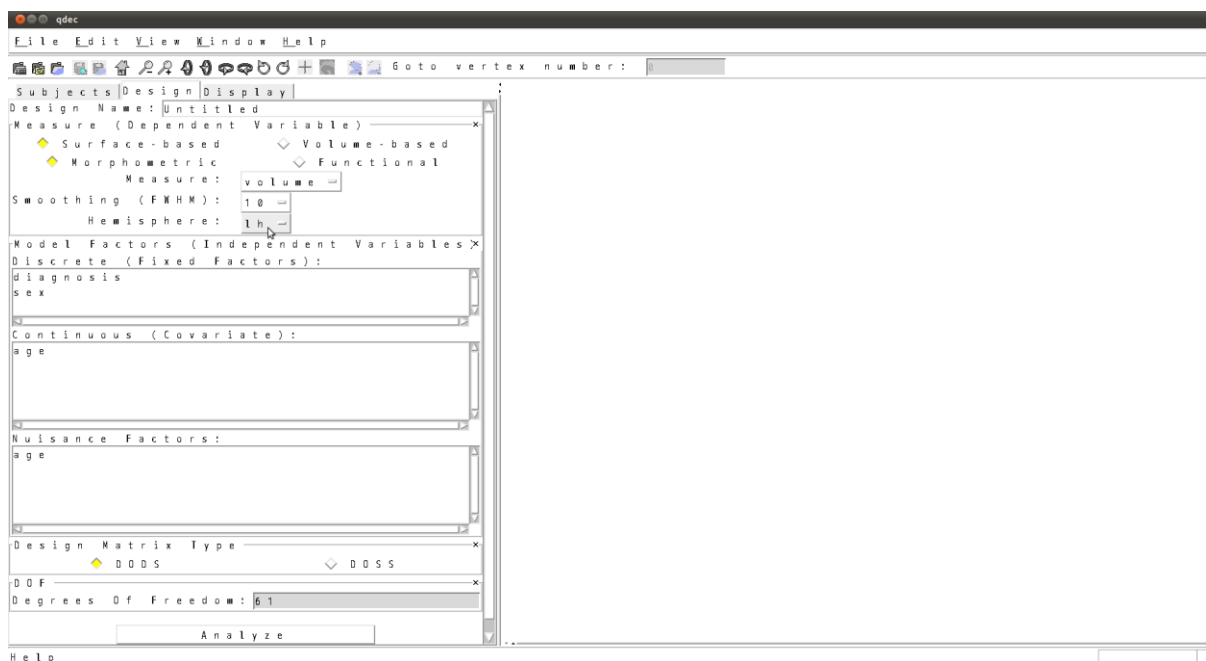 qdec
File Edit View Window Help
Goto vertex number: 0
Subjects Design Display
Design Name: Untitled
Measure (Dependent Variable)
Surface-based Volume-based
Morphometric Functional
Measure: volume
Smoothing (FWHM): 10
Hemisphere: lh
Model Factors (Independent Variables)
Discrete (Fixed Factors):
diagnosis
sex
Continuous (Covariate):
age
Nuisance Factors:
age
Design Matrix Type
DODS DOSS
DOF
Degrees Of Freedom: 61
Analyze
Help